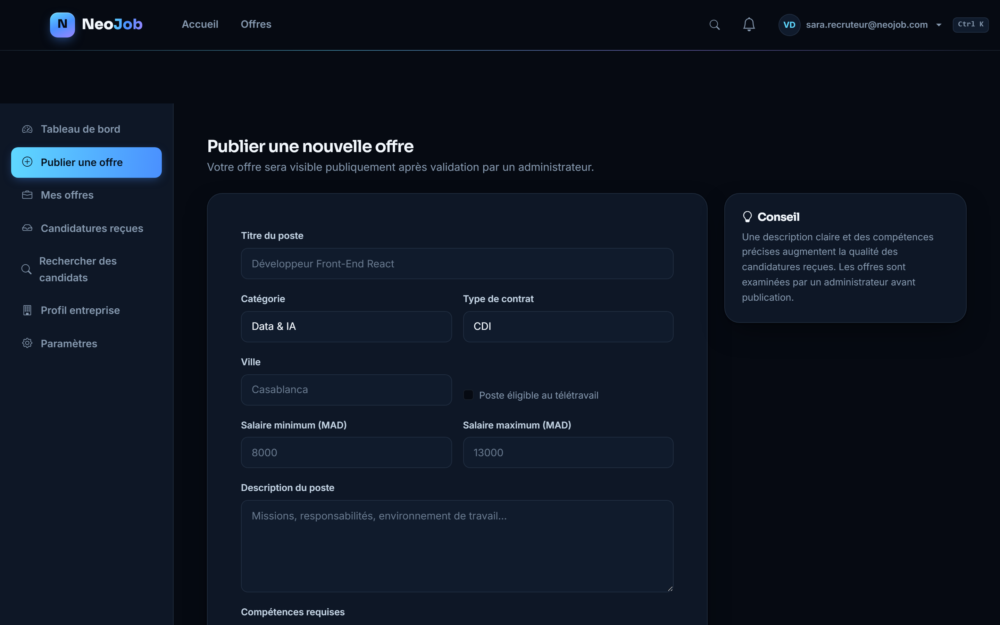 N NeoJob Accueil Offres VD sara.recruteur@neojob.com Ctrl K
Tableau de bord
Publier une offre
Mes offres
Candidatures reçues
Rechercher des
candidats
Profil entreprise
Paramètres
Publier une nouvelle offre
Votre offre sera visible publiquement après validation par un administrateur.
Titre du poste
Développeur Front-End React
Catégorie Type de contrat
Data & IA CDI
Ville
Casablanca Poste éligible au télétravail
Salaire minimum (MAD) Salaire maximum (MAD)
8000 13000
Description du poste
Missions, responsabilités, environnement de travail...
Compétences requises
Conseil
Une description claire et des compétences
précises augmentent la qualité des
candidatures reçues. Les offres sont
examinées par un administrateur avant
publication.